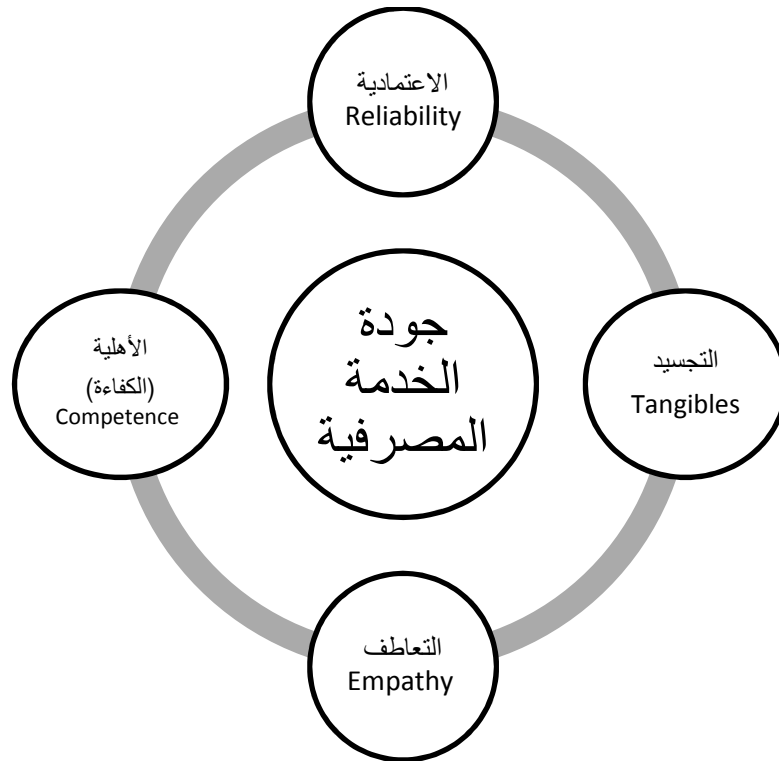 الاعتمادية
Reliability
الأهلية
(الكفاءة)
Competence
جودة
الخدمة
المصرفية
التجسيد
Tangibles
التعاطف
Empathy